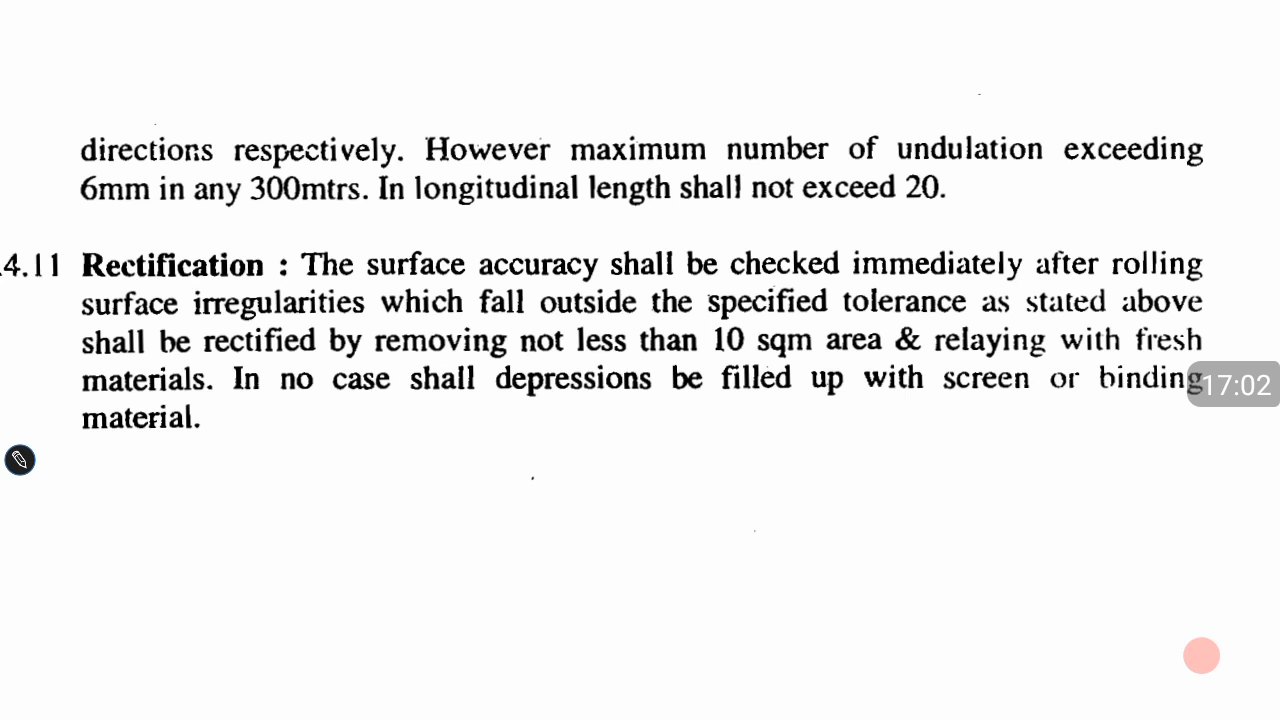 directions respectively. However maximum number of undulation exceeding
6mm in any 300mtrs. In longitudinal length shall not exceed 20.
.4.11 Rectification : The surface accuracy shall be checked immediately after rolling
surface irregularities which fall outside the specified tolerance as stated above
shall be rectified by removing not less than 10 sqm area & relaying with fresh
materials. In no case shall depressions be filled up with screen or binding
17:02
material.